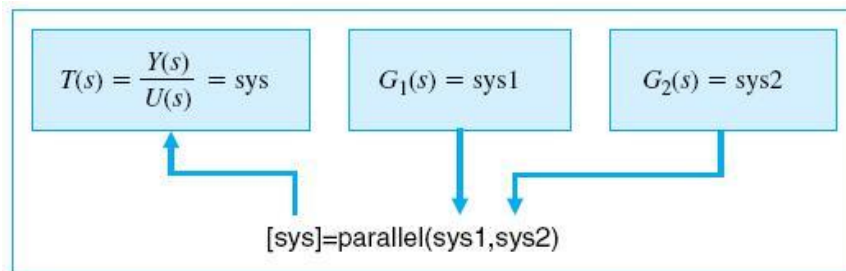 T(s) = Y(s)/U(s) = sys
G₁(s) = sys1
G₂(s) = sys2
[sys]=parallel(sys1,sys2)